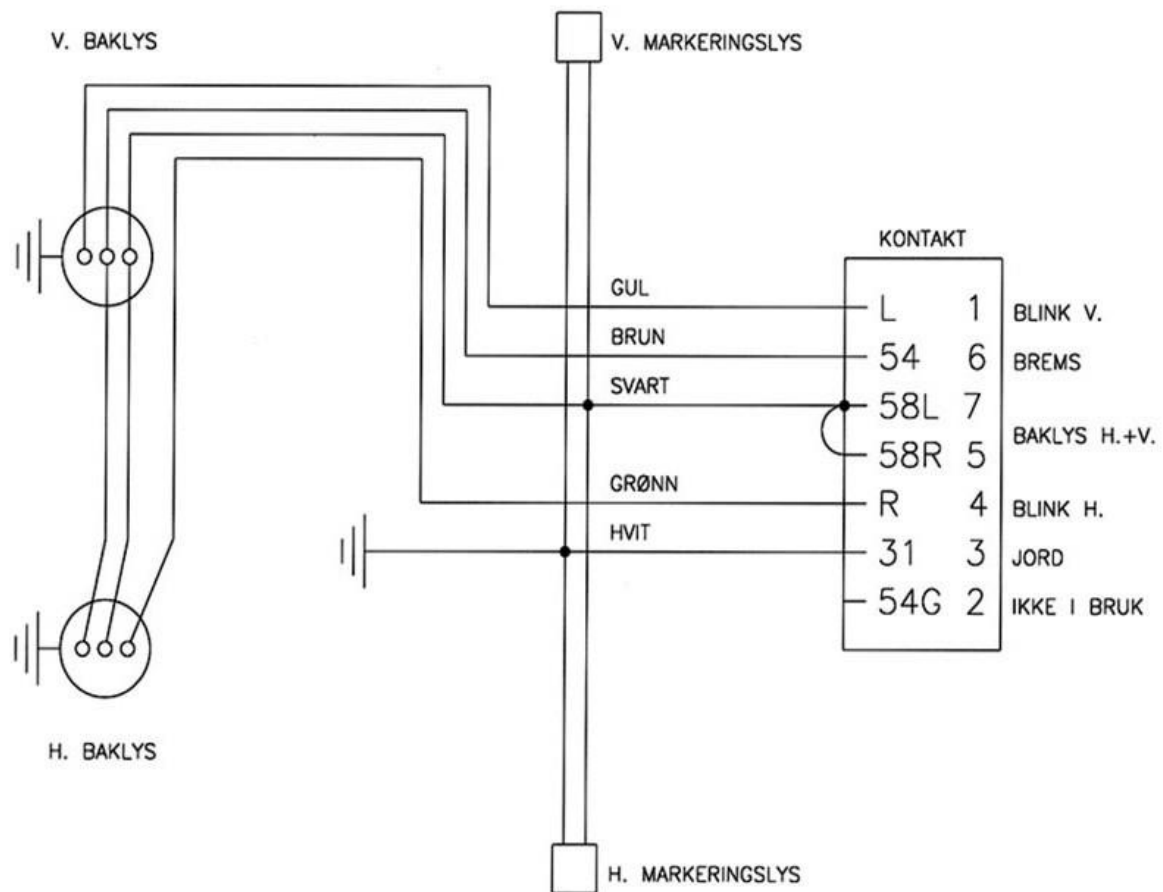 V. BAKLYS
V. MARKERINGSLYS
KONTAKT
GUL
L 1 BLINK V.
BRUN
54 6 BREMS
SVART
58L 7
BAKLYS H.+V.
58R 5
GRØNN
R 4 BLINK H.
HVIT
31 3 JORD
54G 2 IKKE I BRUK
H. BAKLYS
H. MARKERINGSLYS